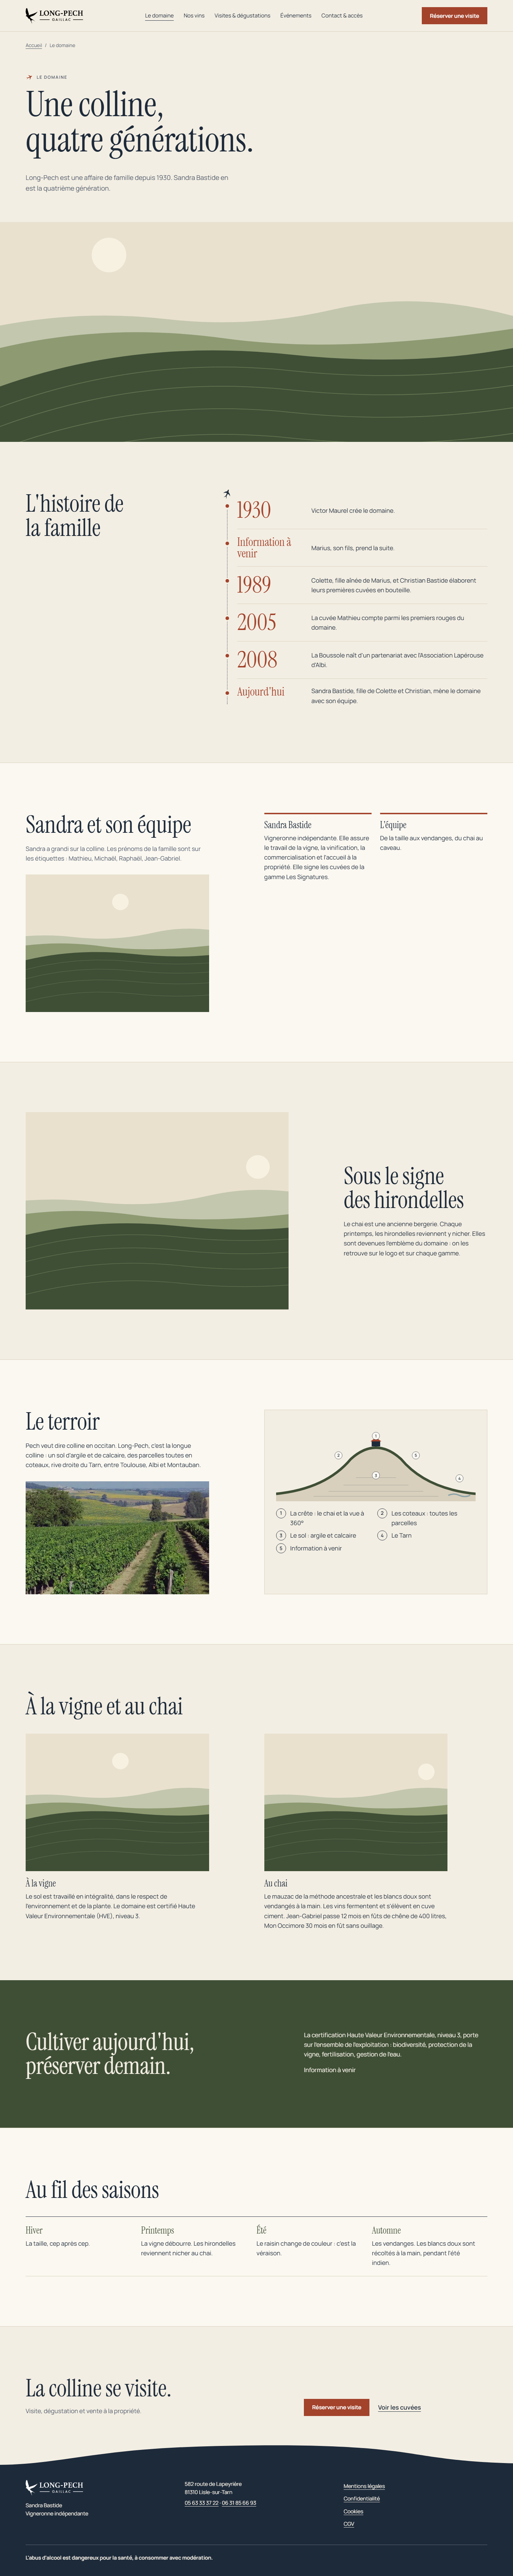 LONG-PECH
GAILLAC
Le domaine
Nos vins
Visites & dégustations
Événements
Contact & accès
Réserver une visite
Accueil / Le domaine
LE DOMAINE
Une colline,
quatre générations.
Long-Pech est une affaire de famille depuis 1930. Sandra Bastide en
est la quatrième génération.
L'histoire de
la famille
1930
Victor Maurel crée le domaine.
Information à
venir
Marius, son fils, prend la suite.
1989
Colette, fille aînée de Marius, et Christian Bastide élaborent
leurs premières cuvées en bouteille.
2005
La cuvée Mathieu compte parmi les premiers rouges du
domaine.
2008
La Boussole naît d'un partenariat avec l'Association Lapérouse
d'Albi.
Aujourd'hui
Sandra Bastide, fille de Colette et Christian, mène le domaine
avec son équipe.
Sandra et son équipe
Sandra a grandi sur la colline. Les prénoms de la famille sont sur
les étiquettes : Mathieu, Michaël, Raphaël, Jean-Gabriel.
Sandra Bastide
Vigneronne indépendante. Elle assure
le travail de la vigne, la vinification, la
commercialisation et l'accueil à la
propriété. Elle signe les cuvées de la
gamme Les Signatures.
L'équipe
De la taille aux vendanges, du chai au
caveau.
Sous le signe
des hirondelles
Le chai est une ancienne bergerie. Chaque
printemps, les hirondelles reviennent y nicher. Elles
sont devenues l'emblème du domaine : on les
retrouve sur le logo et sur chaque gamme.
Le terroir
Pech veut dire colline en occitan. Long-Pech, c'est la longue
colline : un sol d'argile et de calcaire, des parcelles toutes en
coteaux, rive droite du Tarn, entre Toulouse, Albi et Montauban.
1
2
5
3
4
1 La crête : le chai et la vue à
360°
2 Les coteaux : toutes les
parcelles
3 Le sol : argile et calcaire
4 Le Tarn
5 Information à venir
À la vigne et au chai
À la vigne
Le sol est travaillé en intégralité, dans le respect de
l'environnement et de la plante. Le domaine est certifié Haute
Valeur Environnementale (HVE), niveau 3.
Au chai
Le mauzac de la méthode ancestrale et les blancs doux sont
vendangés à la main. Les vins fermentent et s'élèvent en cuve
ciment. Jean-Gabriel passe 12 mois en fûts de chêne de 400 litres,
Mon Occimore 30 mois en fût sans ouillage.
Cultiver aujourd'hui,
préserver demain.
La certification Haute Valeur Environnementale, niveau 3, porte
sur l'ensemble de l'exploitation : biodiversité, protection de la
vigne, fertilisation, gestion de l'eau.
Information à venir
Au fil des saisons
Hiver
La taille, cep après cep.
Printemps
La vigne débourre. Les hirondelles
reviennent nicher au chai.
Été
Le raisin change de couleur : c'est la
véraison.
Automne
Les vendanges. Les blancs doux sont
récoltés à la main, pendant l'été
indien.
La colline se visite.
Visite, dégustation et vente à la propriété.
Réserver une visite
Voir les cuvées
LONG-PECH
GAILLAC
Sandra Bastide
Vigneronne indépendante
582 route de Lapeyrière
81310 Lisle-sur-Tarn
05 63 33 37 22 · 06 31 85 66 93
Mentions légales
Confidentialité
Cookies
CGV
L'abus d'alcool est dangereux pour la santé, à consommer avec modération.